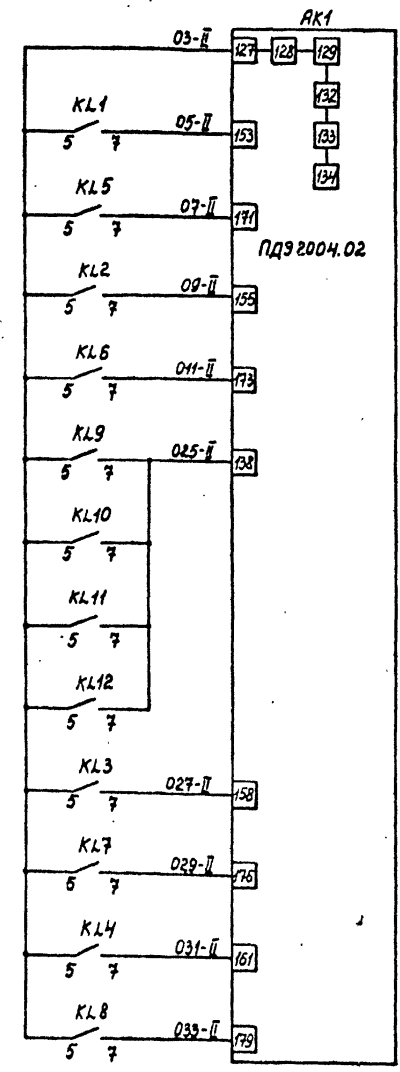 АК1
03-II 127 128 129
132
KL1 05-II 133
5 7 153
134
KL5 07-II
5 7 171
ПДЭ 2004.02
KL2 09-II
5 7 155
KL6 011-II
5 7 173
KL9 025-II
5 7 138
KL10
5 7
KL11
5 7
KL12
5 7
KL3 027-II
5 7 158
KL7 029-II
5 7 176
KL4 031-II
5 7 161
KL8 033-II
5 7 179